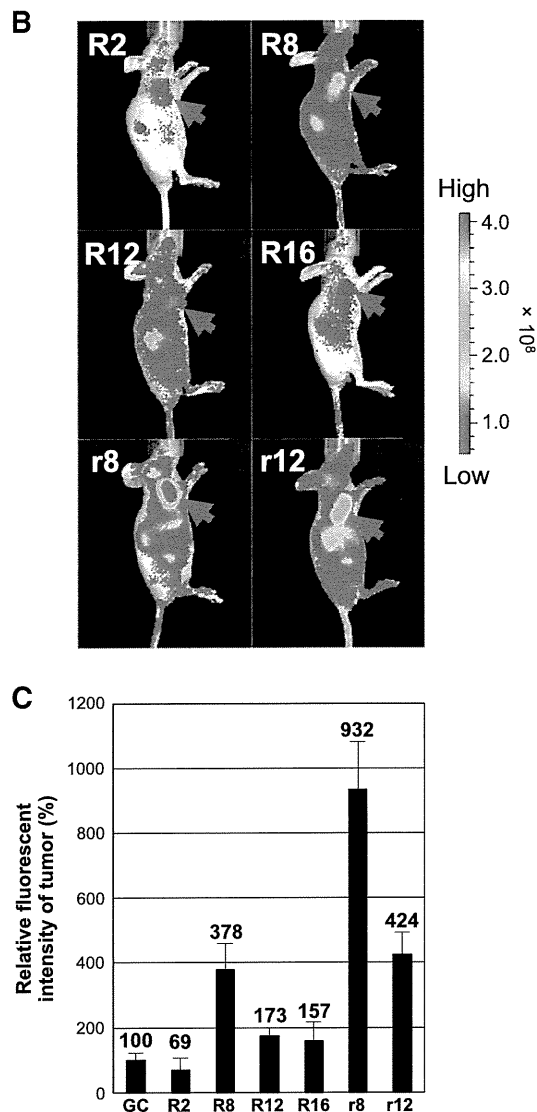 B
R2
R8
R12
R16
r8
r12
High
4.0
3.0
2.0
1.0
× 10⁸
Low
C
Relative fluorescent
intensity of tumor (%)
1200
1000
800
600
400
200
0
100
69
378
173
157
932
424
GC
R2
R8
R12
R16
r8
r12